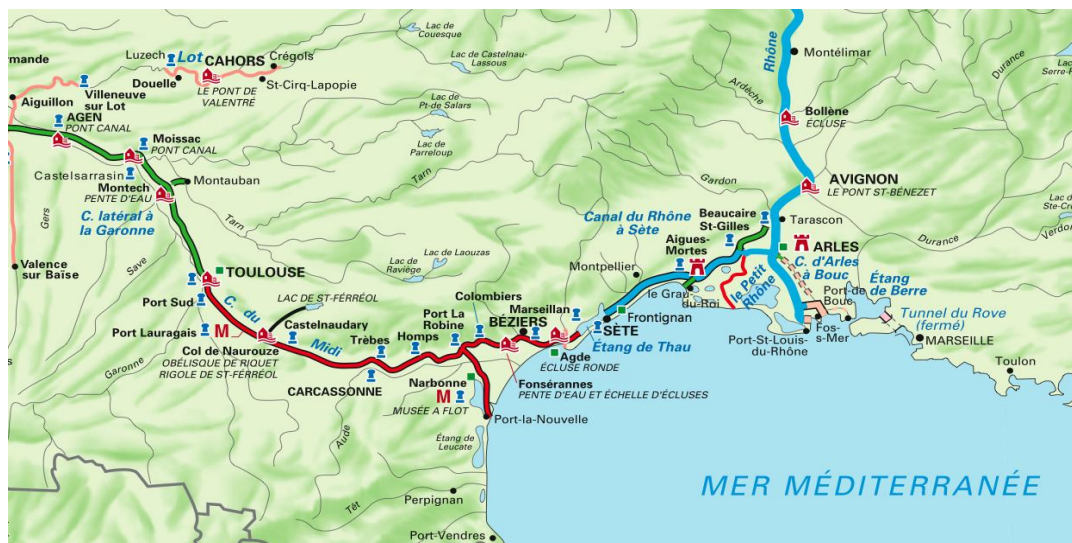 Lac de
Couesque
Luzech
Lot
Crégols
CAHORS
Douelle
St-Cirq-Lapopie
LE PONT DE
VALENTRÉ
Lac de Castelnau-
Lassous
Rhône
Montélimar
Durance
Lac de
Serre-
rmande
Aiguillon
Villeneuve
sur Lot
AGEN
PONT CANAL
Lac de
Pt-de Salars
Ardèche
Bollène
ÉCLUSE
Moissac
PONT CANAL
Lac de
Parreloup
Castelsarrasin
Montech
PENTE D'EAU
Montauban
Tarn
Gardon
AVIGNON
LE PONT ST-BÉNEZET
Lac de
Ste-Cr
Gers
C. latéral à
la Garonne
Tarn
Canal du Rhône
à Sète
Beaucaire
St-Gilles
Tarascon
Durance
Verdon
Aigues-
Mortes
ARLES
C. d'Arles
à Bouc
Valence
sur Baïse
Save
Lac de
Raviège
Lac de Laouzas
Montpellier
le Petit
Rhône
Étang
de Berre
TOULOUSE
Port Sud
C. du
Midi
LAC DE ST-FÉRRÉOL
le Grau
du-Roi
Port-de
Bouc
Colombiers
Marseillan
Frontignan
Port La
Robine
BÉZIERS
SÈTE
Fos-
s-Mer
Tunnel du Rove
(fermé)
Port Lauragais
M
Castelnaudary
Trèbes
Homps
Étang de Thau
Port-St-Louis-
du-Rhône
MARSEILLE
Garonne
Col de Naurouze
OBÉLISQUE DE RIQUET
RIGOLE DE ST-FÉRRÉOL
Agde
ÉCLUSE RONDE
Toulon
CARCASSONNE
Narbonne
M
MUSÉE A FLOT
Fonsérannes
PENTE D'EAU ET ÉCHELLE D'ÉCLUSES
Port-la-Nouvelle
Aude
Étang de
Leucate
MER MÉDITERRANÉE
Têt
Perpignan
Port-Vendres